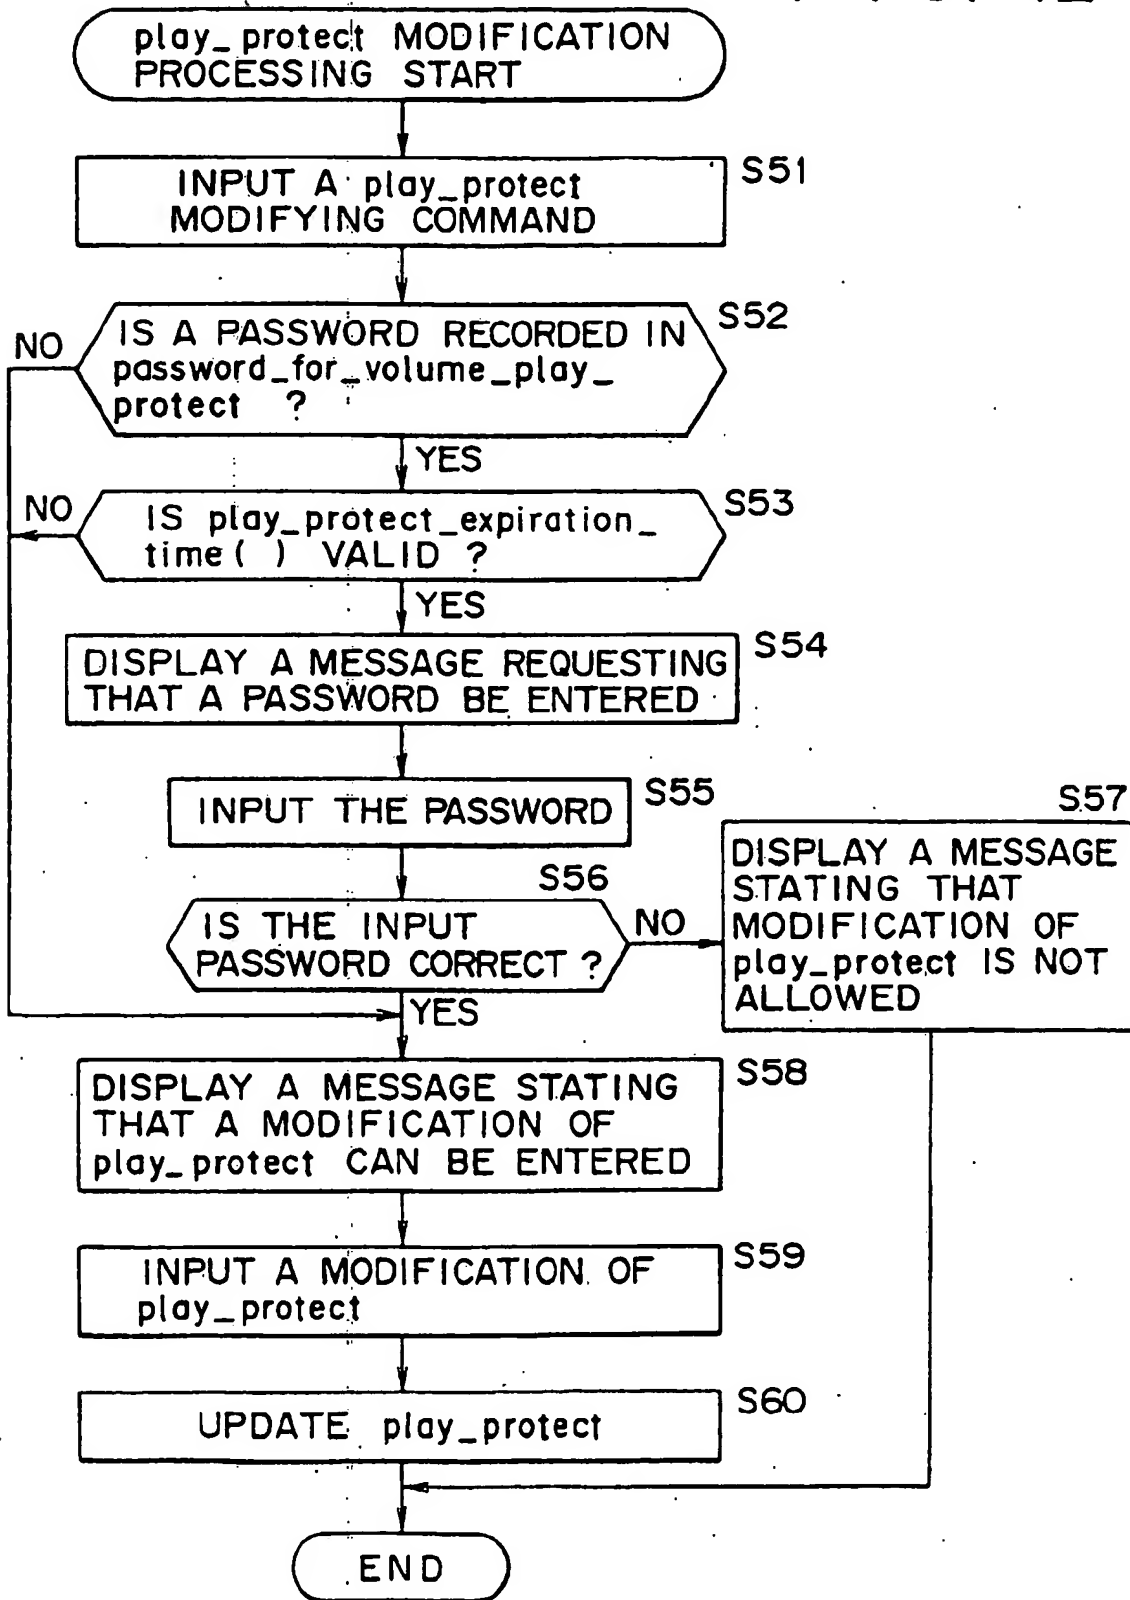 play_protect MODIFICATION
PROCESSING START
S51
INPUT A play_protect
MODIFYING COMMAND
S52
IS A PASSWORD RECORDED IN
password_for_volume_play_
protect ?
NO
YES
S53
IS play_protect_expiration_
time( ) VALID ?
NO
YES
S54
DISPLAY A MESSAGE REQUESTING
THAT A PASSWORD BE ENTERED
S55
INPUT THE PASSWORD
S56
IS THE INPUT
PASSWORD CORRECT ?
NO
YES
S57
DISPLAY A MESSAGE
STATING THAT
MODIFICATION OF
play_protect IS NOT
ALLOWED
S58
DISPLAY A MESSAGE STATING
THAT A MODIFICATION OF
play_protect CAN BE ENTERED
S59
INPUT A MODIFICATION OF
play_protect
S60
UPDATE play_protect
END